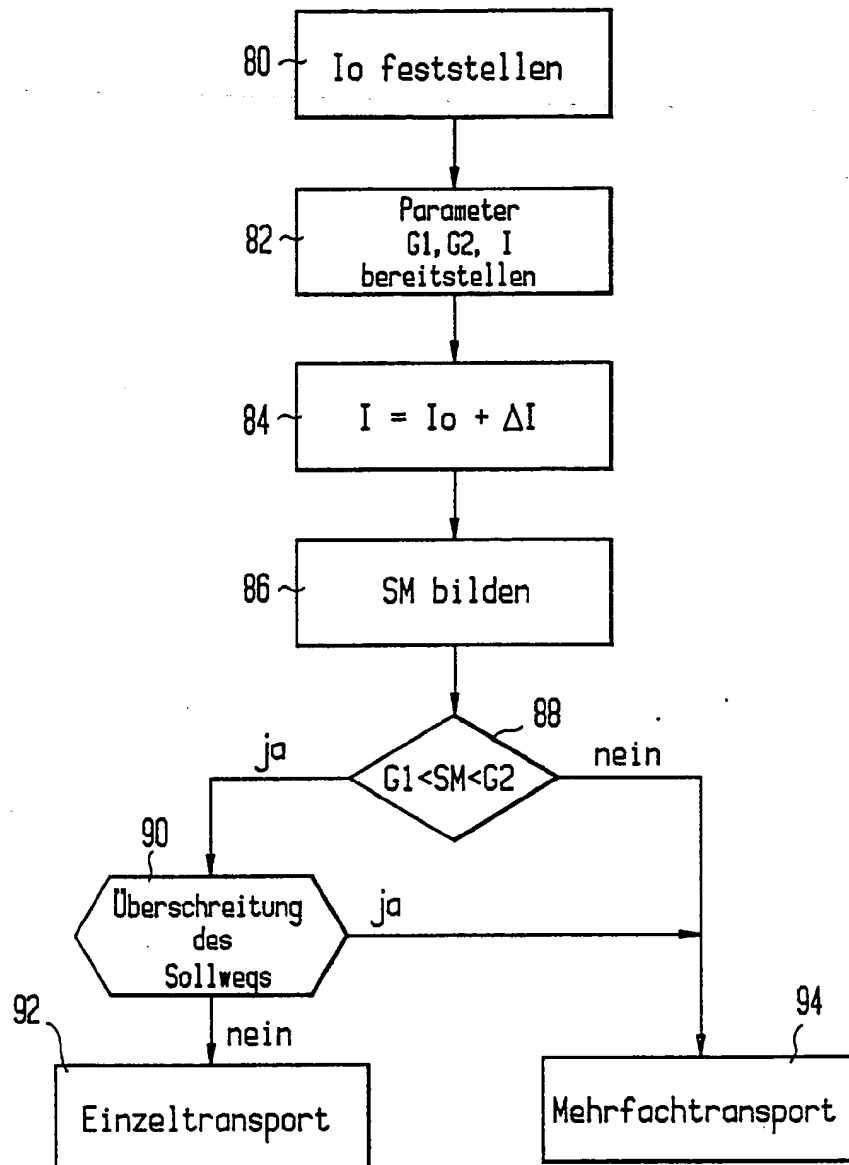 80
Io feststellen
82
Parameter
G1, G2, I
bereitstellen
84
I = Io + ΔI
86
SM bilden
88
ja
nein
G1<SM<G2
90
Überschreitung
des
Sollwegs
ja
92
nein
94
Einzeltransport
Mehrfachtransport